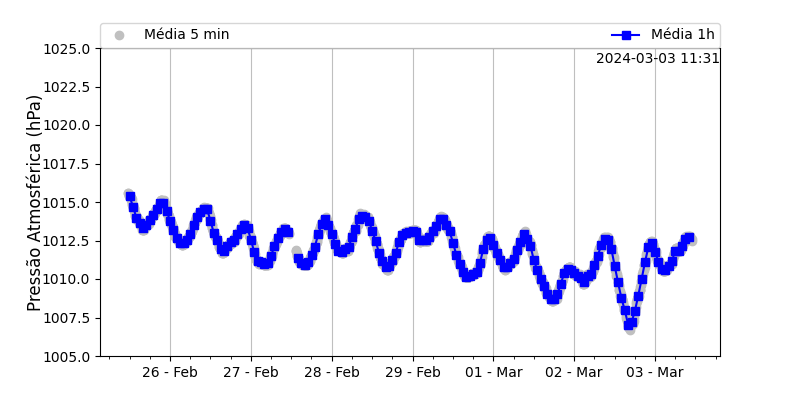 Média 5 min
Média 1h
2024-03-03 11:31
Pressão Atmosférica (hPa)
1025.0
1022.5
1020.0
1017.5
1015.0
1012.5
1010.0
1007.5
1005.0
26 - Feb
27 - Feb
28 - Feb
29 - Feb
01 - Mar
02 - Mar
03 - Mar